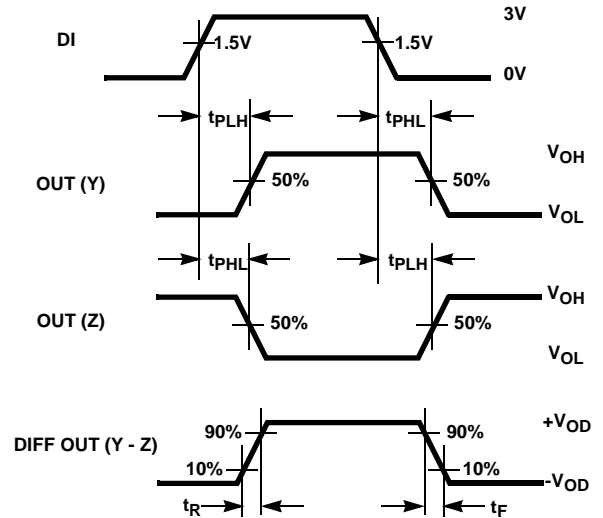 3V
DI
1.5V
1.5V
0V
tPLH
tPHL
VOH
OUT (Y)
50%
50%
VOL
tPHL
tPLH
VOH
OUT (Z)
50%
50%
VOL
+VOD
90%
90%
DIFF OUT (Y - Z)
10%
10%
-VOD
tR
tF